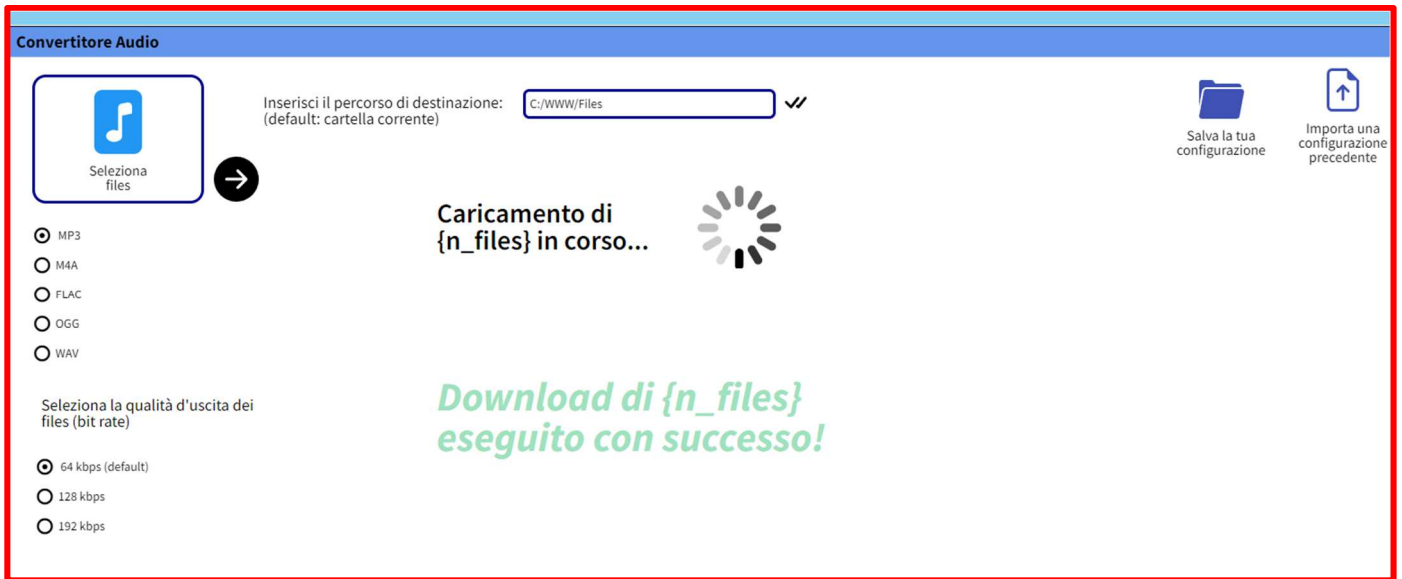 Convertitore Audio
Seleziona
files
Inserisci il percorso di destinazione:
(default: cartella corrente)
C:/WWW/Files
Salva la tua
configurazione
Importa una
configurazione
precedente
Caricamento di
{n_files} in corso...
MP3
M4A
FLAC
OGG
WAV
Download di {n_files}
eseguito con successo!
Seleziona la qualità d'uscita dei
files (bit rate)
64 kbps (default)
128 kbps
192 kbps